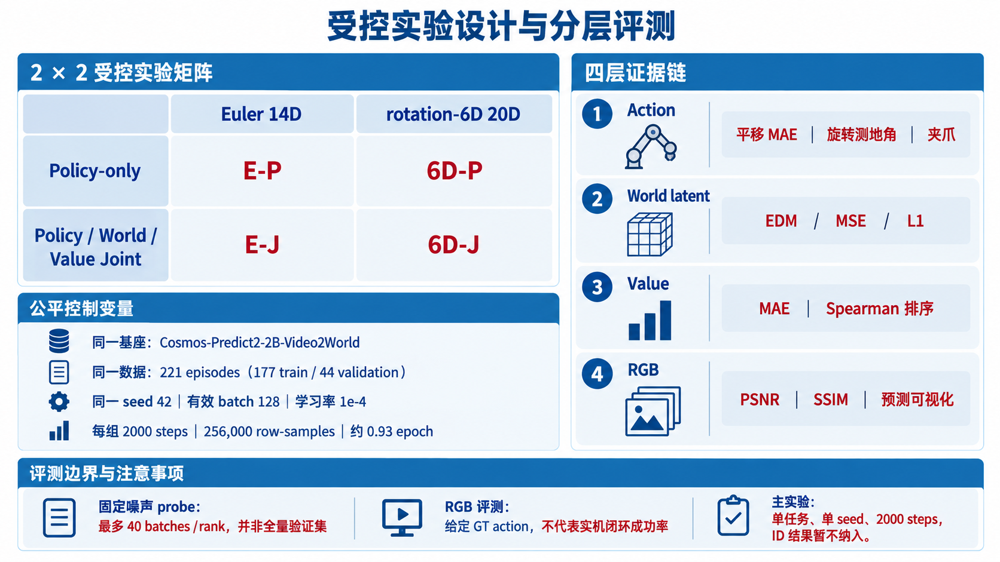 受控实验设计与分层评测
2 × 2 受控实验矩阵
Euler 14D
rotation-6D 20D
Policy-only
E-P
6D-P
Policy / World /
Value Joint
E-J
6D-J
公平控制变量
同一基座：Cosmos-Predict2-2B-Video2World
同一数据：221 episodes（177 train / 44 validation）
同一 seed 42｜有效 batch 128｜学习率 1e-4
每组 2000 steps｜256,000 row-samples｜约 0.93 epoch
四层证据链
1
Action
平移 MAE ｜ 旋转测地角 ｜ 夹爪
2
World latent
EDM / MSE / L1
3
Value
MAE ｜ Spearman 排序
4
RGB
PSNR ｜ SSIM ｜ 预测可视化
评测边界与注意事项
固定噪声 probe：
最多 40 batches /rank，并非全量验证集
RGB 评测：
给定 GT action，不代表实机闭环成功率
主实验：
单任务、单 seed、2000 steps，
ID 结果暂不纳入。